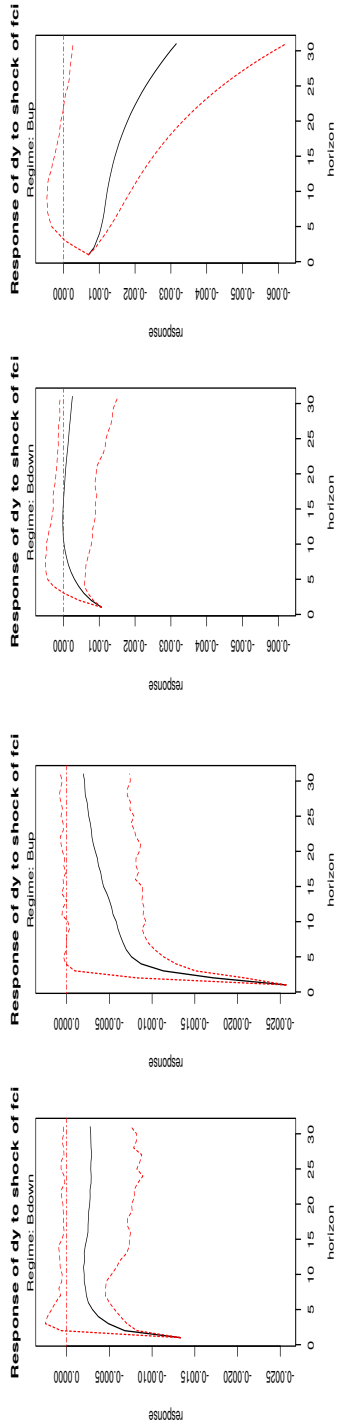 Response of dy to shock of fci
Regime: Bdown
response
0.0000
-0.0005
-0.0010
-0.0015
-0.0020
-0.0025
0 5 10 15 20 25 30
horizon
Response of dy to shock of fci
Regime: Bup
response
0.0000
-0.0005
-0.0010
-0.0015
-0.0020
-0.0025
0 5 10 15 20 25 30
horizon
Response of dy to shock of fci
Regime: Bdown
response
0.000
-0.001
-0.002
-0.003
-0.004
-0.005
-0.006
0 5 10 15 20 25 30
horizon
Response of dy to shock of fci
Regime: Bup
response
0.000
-0.001
-0.002
-0.003
-0.004
-0.005
-0.006
0 5 10 15 20 25 30
horizon